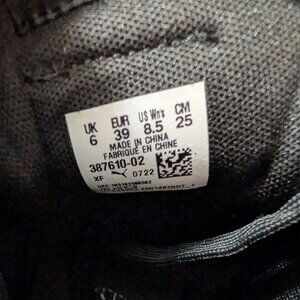 UK EUR US Wn's CM
6 39 8.5 25
MADE IN CHINA
FABRIQUÉ EN CHINE
387610-02
XF 0722